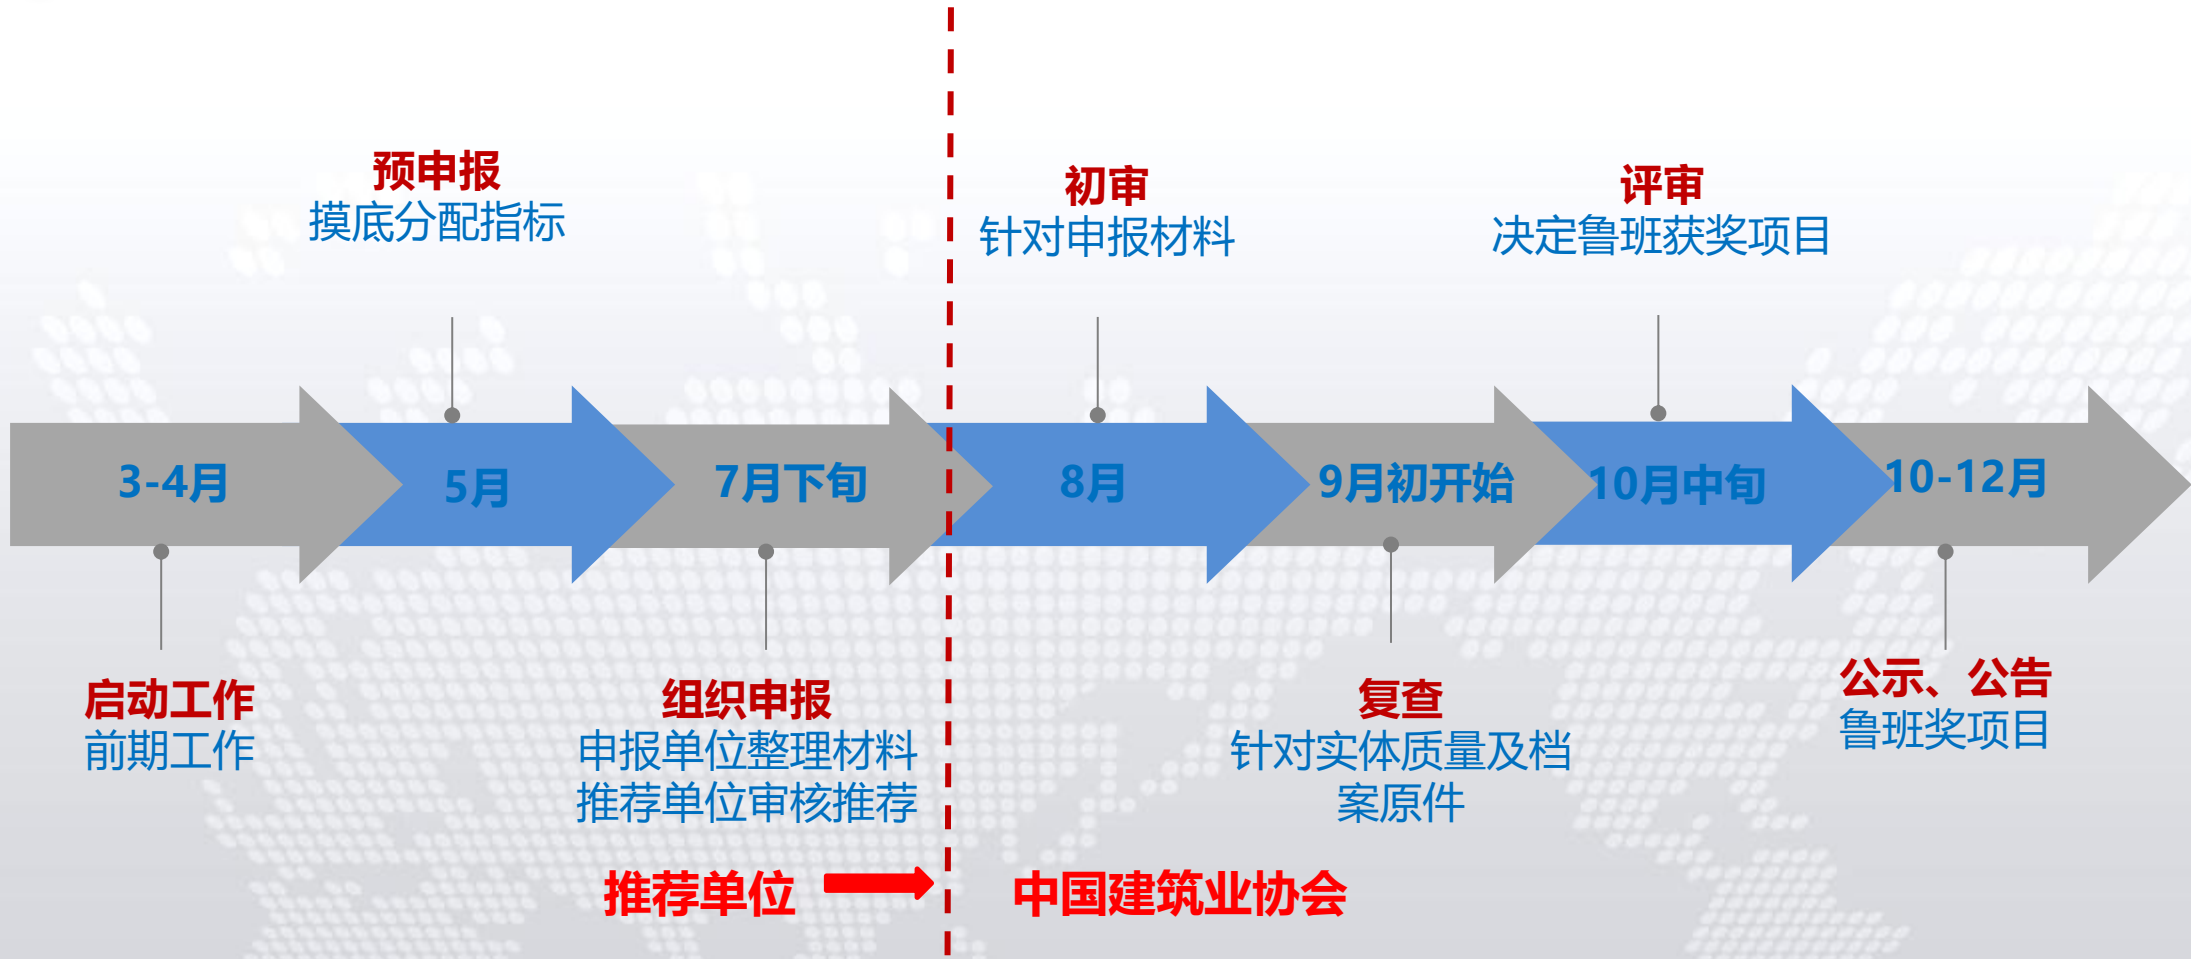 预申报
摸底分配指标
初审
针对申报材料
评审
决定鲁班获奖项目
3-4月
5月
7月下旬
8月
9月初开始
10月中旬
10-12月
启动工作
前期工作
组织申报
申报单位整理材料
推荐单位审核推荐
复查
针对实体质量及档
案原件
公示、公告
鲁班奖项目
推荐单位
中国建筑业协会